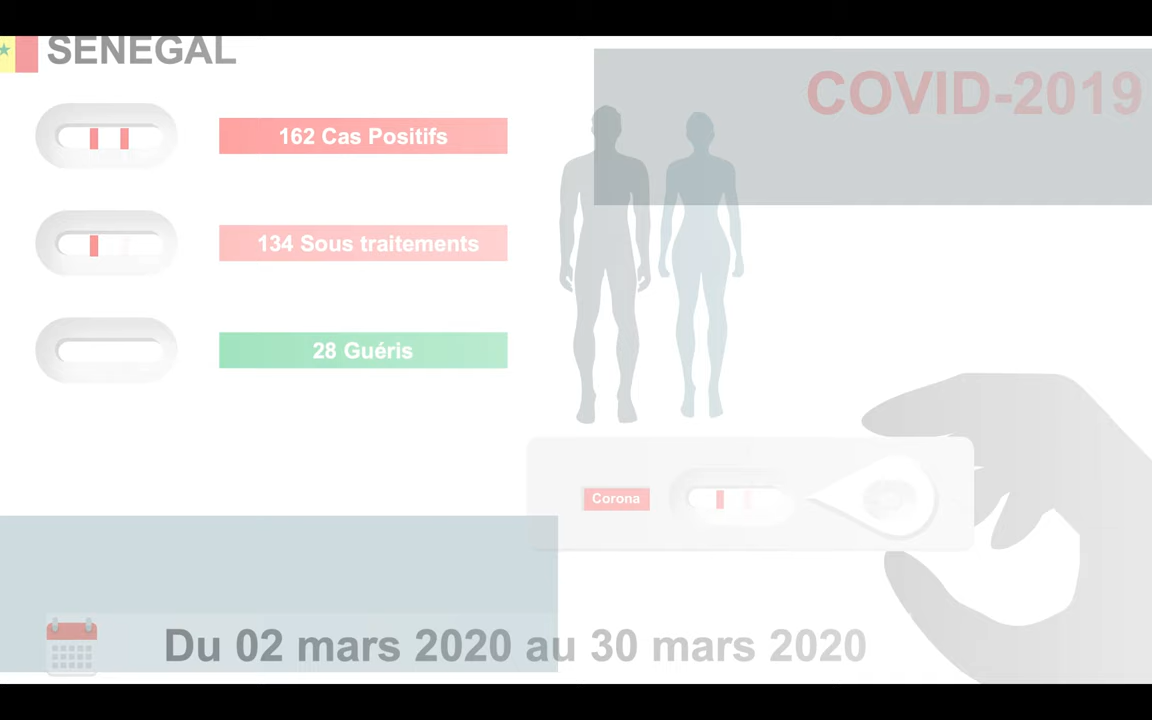 SENEGAL
COVID-2019
162 Cas Positifs
134 Sous traitements
28 Guéris
Corona
Du 02 mars 2020 au 30 mars 2020